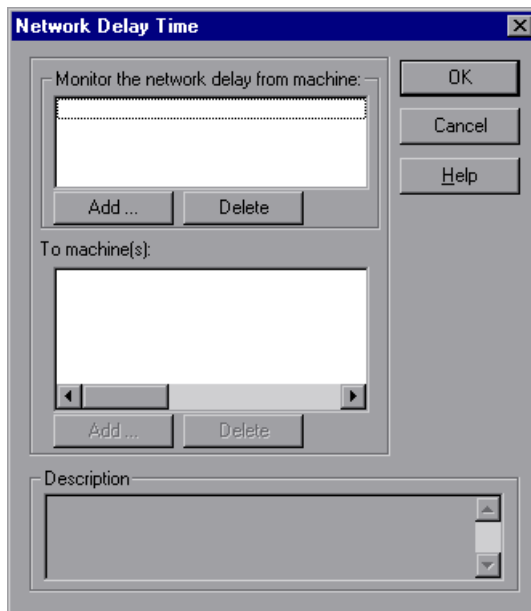 Network Delay Time
Monitor the network delay from machine:
OK
Cancel
Help
Add ...
Delete
To machine(s):
Add ...
Delete
Description